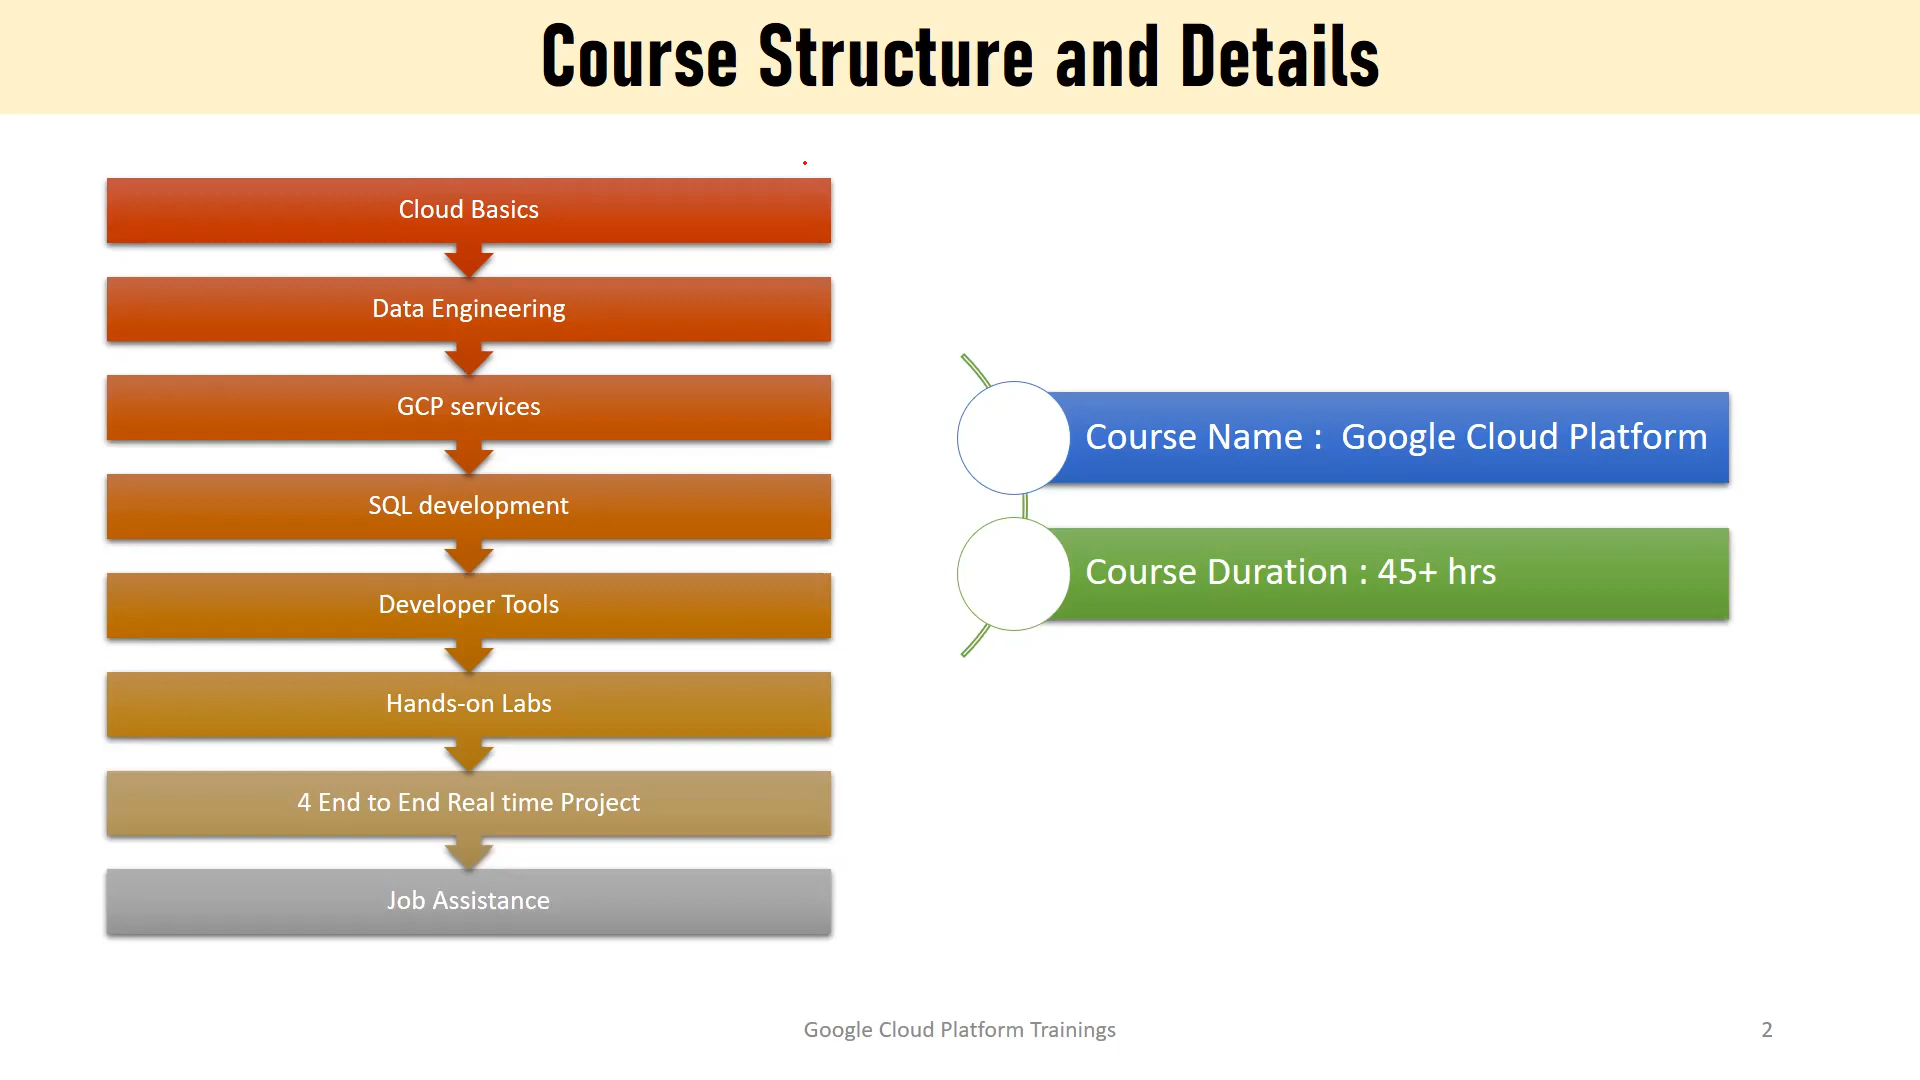 Course Structure and Details
Cloud Basics
Data Engineering
GCP services
SQL development
Developer Tools
Hands-on Labs
4 End to End Real time Project
Job Assistance
Course Name :  Google Cloud Platform
Course Duration : 45+ hrs
Google Cloud Platform Trainings
2